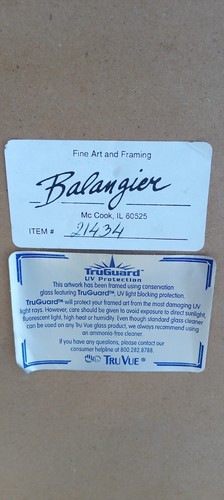 Fine Art and Framing
Balangier
Mc Cook, IL 60525
ITEM # 21434
TruGuard™
UV Protection
This artwork has been framed using conservation
glass featuring TruGuard™, UV light blocking protection.
TruGuard™ will protect your framed art from the most damaging UV
light rays. However, care should be given to avoid exposure to direct sunlight,
fluorescent light, high heat or humidity. Even though standard glass cleaner
can be used on any Tru Vue glass product, we always recommend using
an ammonia-free cleaner.
If you have any questions, please contact our
consumer helpline at 800.282.8788.
TRU VUE®